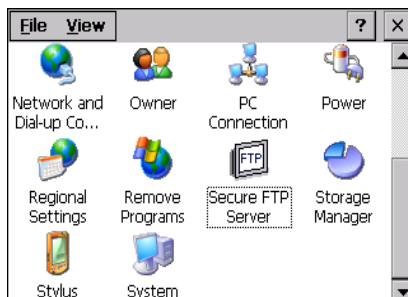 File View ? ×
Network and Owner PC Power
Dial-up Co... Connection
FTP
Regional Remove Secure FTP Storage
Settings Programs Server Manager
Stylus System